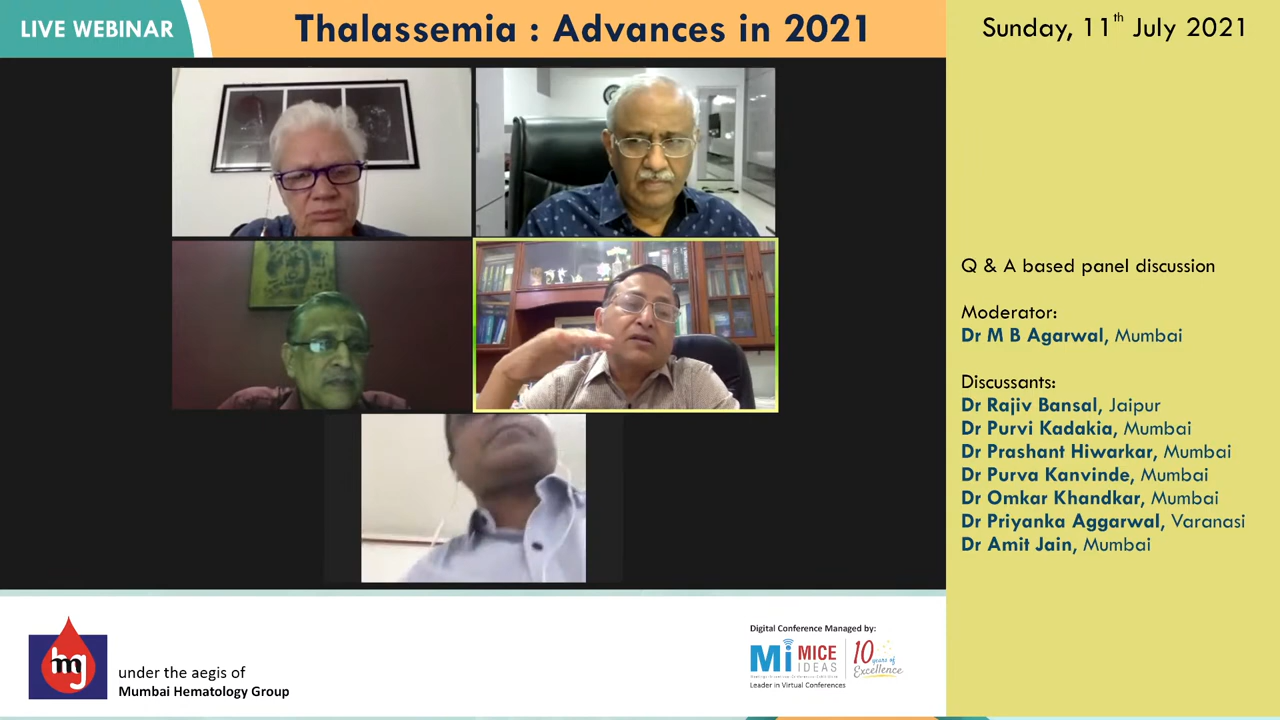 LIVE WEBINAR
Thalassemia : Advances in 2021
Sunday, 11th July 2021
Q & A based panel discussion
Moderator:
Dr M B Agarwal, Mumbai
Discussants:
Dr Rajiv Bansal, Jaipur
Dr Purvi Kadakia, Mumbai
Dr Prashant Hiwarkar, Mumbai
Dr Purva Kanvinde, Mumbai
Dr Omkar Khandkar, Mumbai
Dr Priyanka Aggarwal, Varanasi
Dr Amit Jain, Mumbai
under the aegis of
Mumbai Hematology Group
Digital Conference Managed by:
Mi MICE IDEAS
10 years of Excellence
Leader in Virtual Conferences